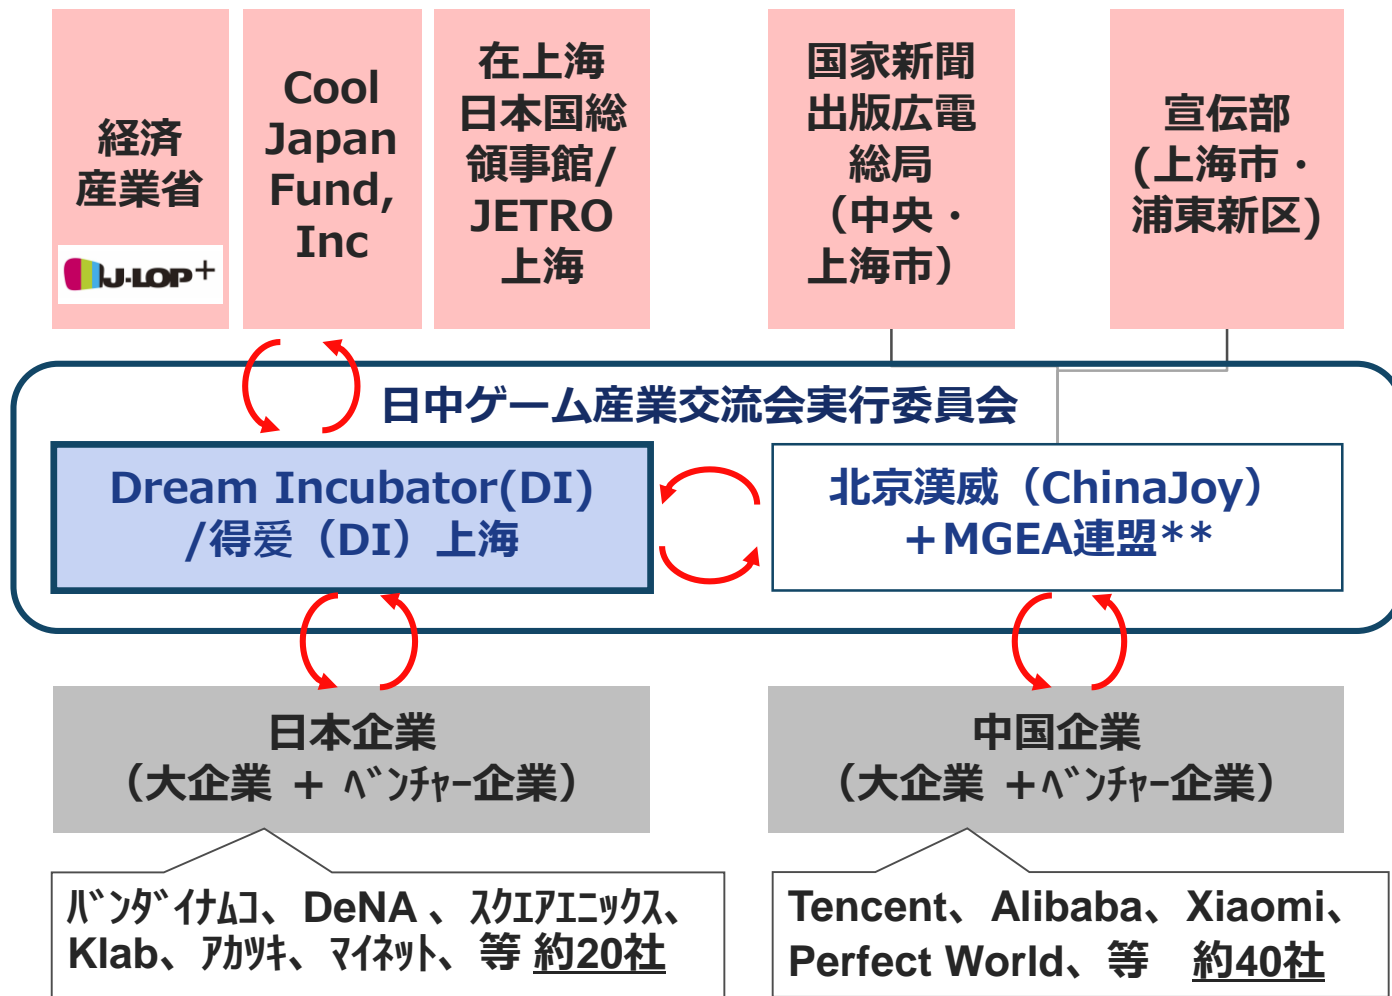 経済
産業省
J-LOP+
Cool
Japan
Fund,
Inc
在上海
日本国総
領事館/
JETRO
上海
国家新聞
出版広電
総局
（中央・
上海市）
宣伝部
(上海市・
浦東新区)
日中ゲーム産業交流会実行委員会
Dream Incubator(DI)
/得爱（DI）上海
北京漢威（ChinaJoy）
＋MGEA連盟**
日本企業
（大企業 + ﾍﾞﾝﾁｬｰ企業）
中国企業
（大企業 +ﾍﾞﾝﾁｬｰ企業）
ﾊﾞﾝﾀﾞｲﾅﾑｺ、DeNA 、ｽｸｴｱｴﾆｯｸｽ、
Klab、ｱｶﾂｷ、ﾏｲﾈｯﾄ、等 約20社
Tencent、Alibaba、Xiaomi、
Perfect World、等　約40社